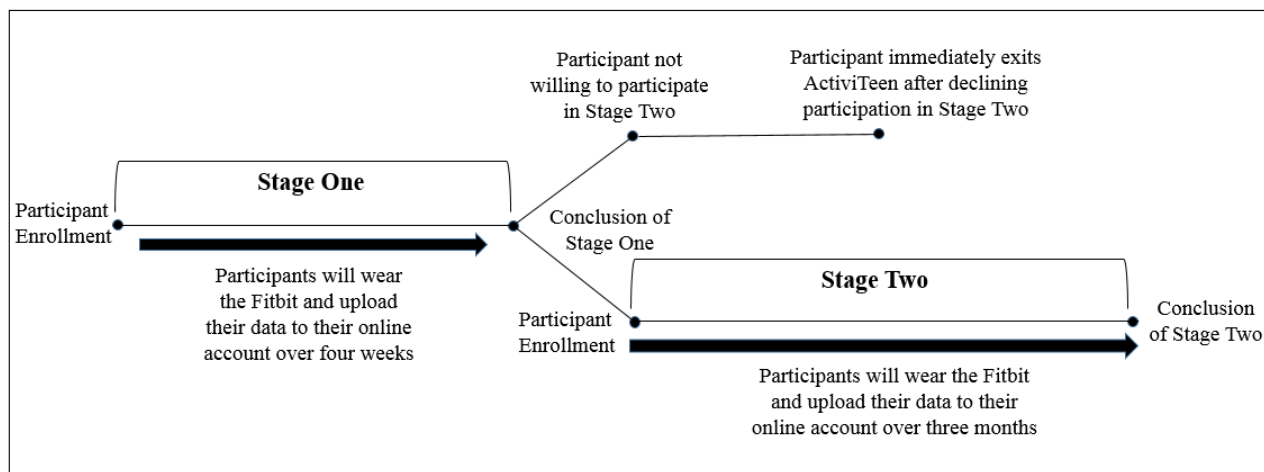 Participant not
willing to participate
in Stage Two
Participant immediately exits
ActiviTeen after declining
participation in Stage Two
Stage One
Participant
Enrollment
Conclusion of
Stage One
Participants will wear
the Fitbit and upload
their data to their online
account over four weeks
Stage Two
Participant
Enrollment
Conclusion
of Stage Two
Participants will wear the Fitbit
and upload their data to their
online account over three months